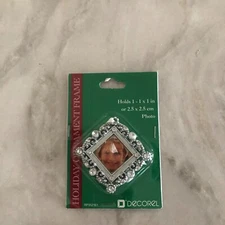 HOLIDAY ORNAMENT FRAME
Holds 1 - 1 x 1 in
or 2.5 x 2.5 cm
Photo
DECOREL